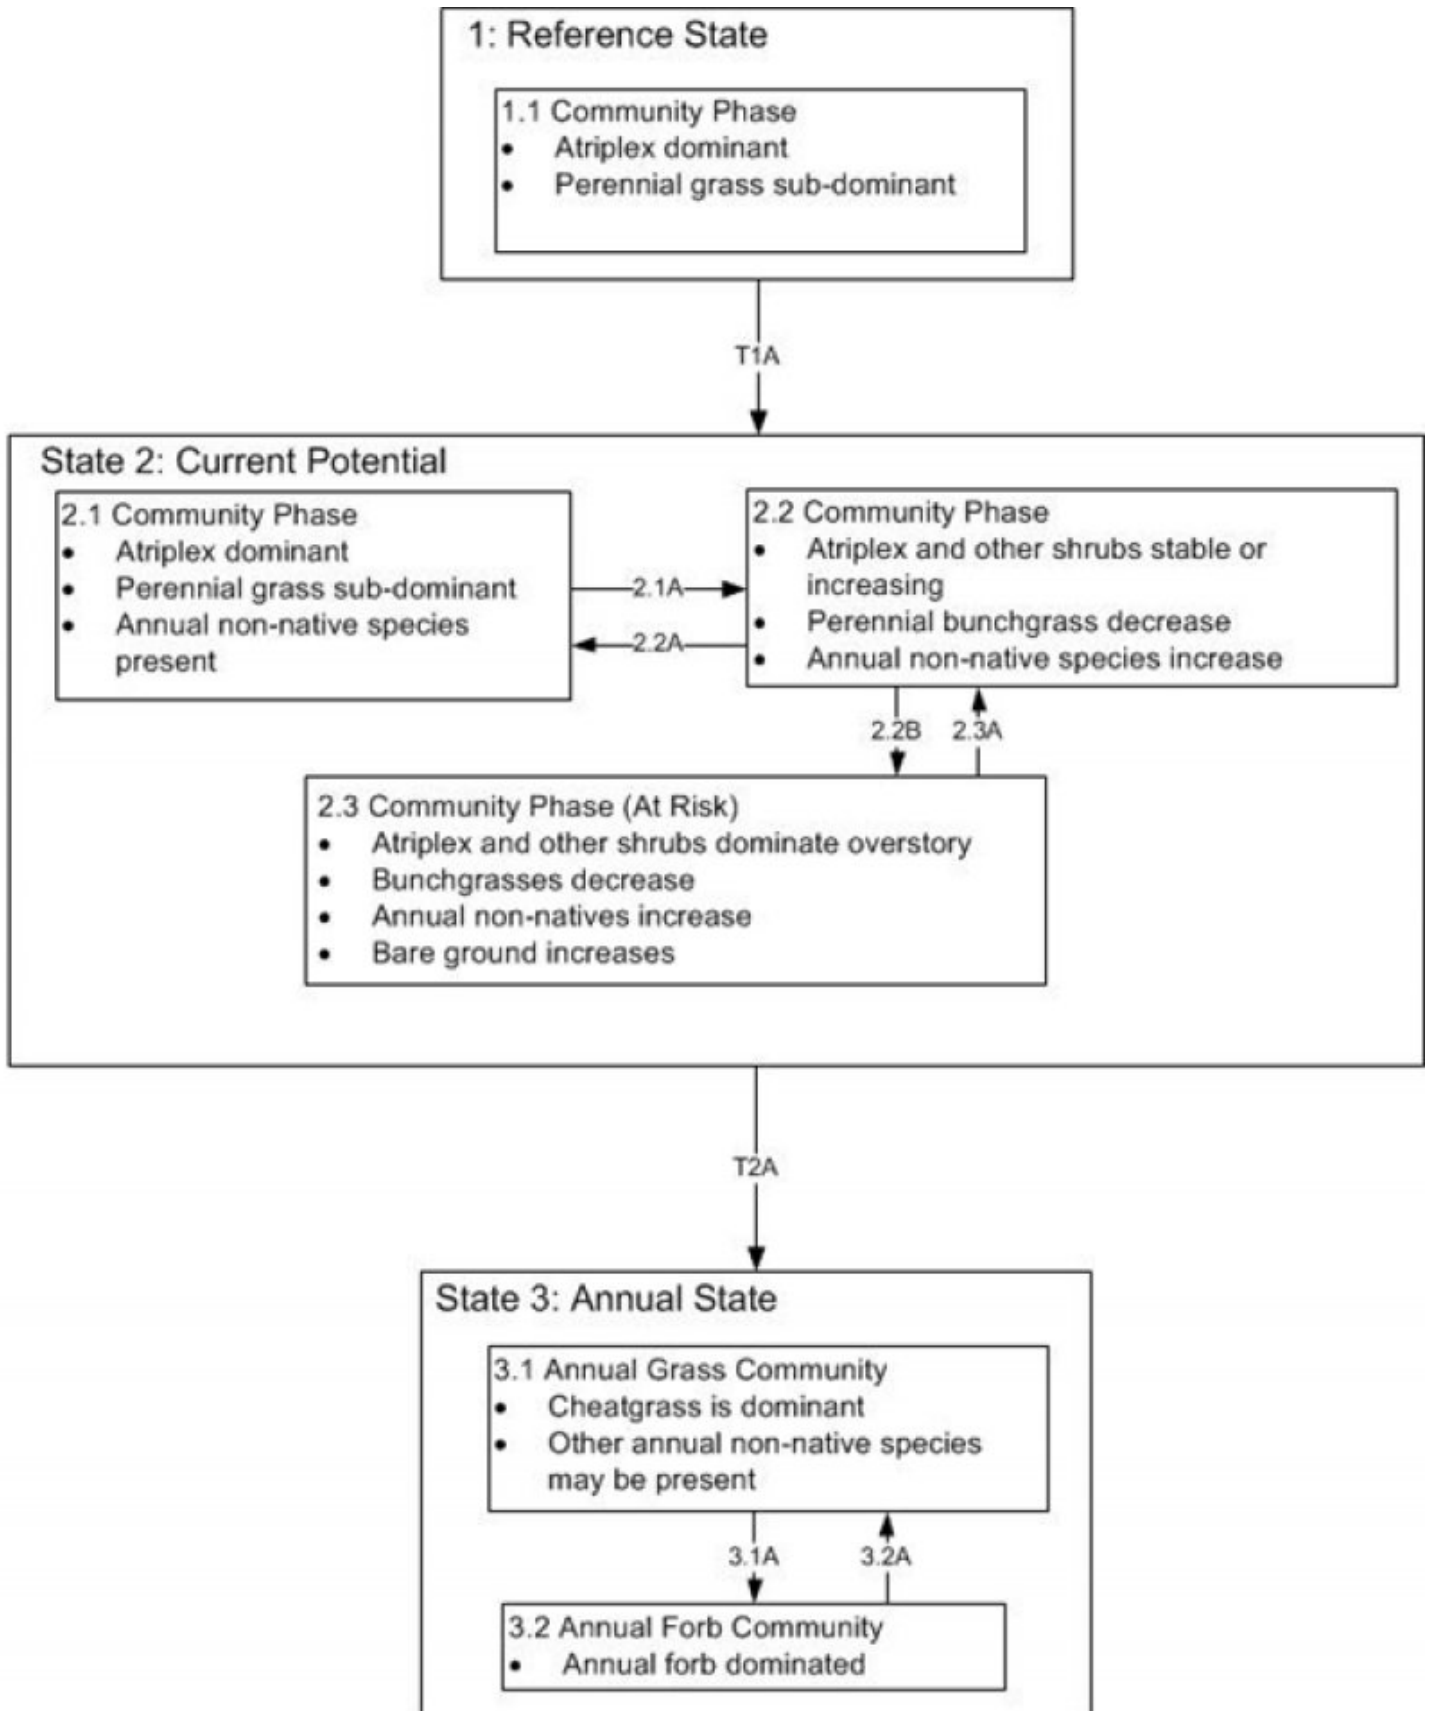 1: Reference State
1.1 Community Phase
• Atriplex dominant
• Perennial grass sub-dominant
T1A
State 2: Current Potential
2.1 Community Phase
• Atriplex dominant
• Perennial grass sub-dominant
• Annual non-native species
present
2.1A
2.2A
2.2 Community Phase
• Atriplex and other shrubs stable or
increasing
• Perennial bunchgrass decrease
• Annual non-native species increase
2.2B
2.3A
2.3 Community Phase (At Risk)
• Atriplex and other shrubs dominate overstory
• Bunchgrasses decrease
• Annual non-natives increase
• Bare ground increases
T2A
State 3: Annual State
3.1 Annual Grass Community
• Cheatgrass is dominant
• Other annual non-native species
may be present
3.1A
3.2A
3.2 Annual Forb Community
• Annual forb dominated